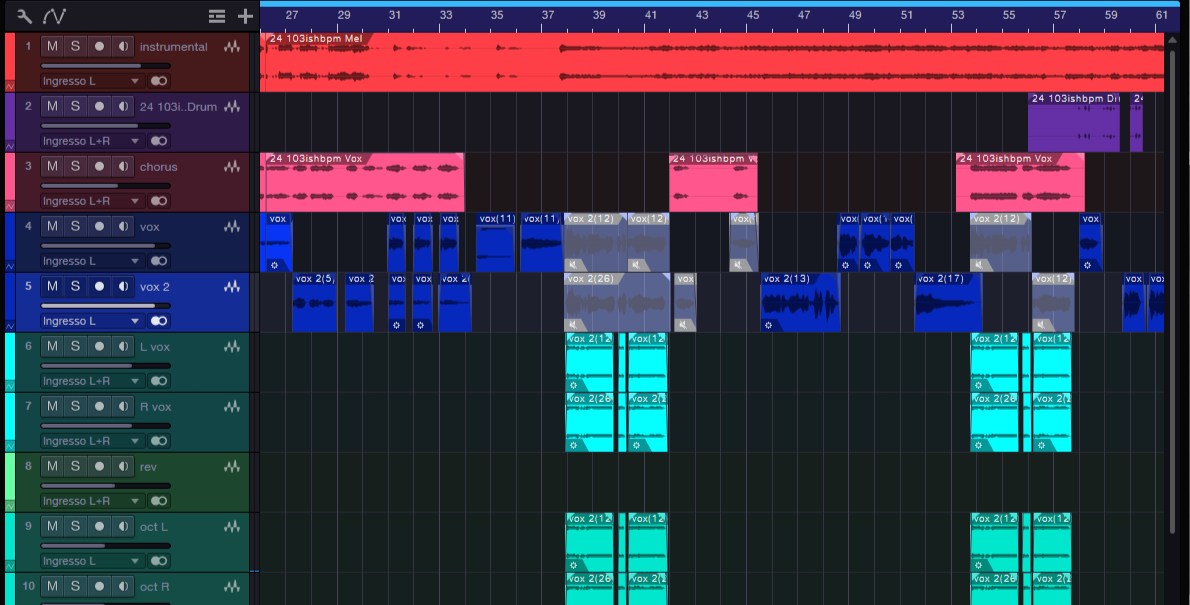 27 29 31 33 35 37 39 41 43 45 47 49 51 53 55 57 59 61
1 M S instrumental
24 103ishbpm Mel
Ingresso L
2 M S 24 103i..Drum
24 103ishbpm
Ingresso L+R
3 M S chorus
24 103ishbpm Vox 24 103ishbpm 24 103ishbpm Vox
Ingresso L+R
4 M S vox
vox vox vox vox vox(11) vox(11) vox 2(12) vox(12) vox( vox( vox( vox( vox 2(12) vox
Ingresso L
5 M S vox 2
vox 2(5) vox 2 vox vox vox 2( vox 2(26) vox vox 2(13) vox 2(17) vox(12) vox vox
Ingresso L
6 M S L vox
vox 2(12 vox(12 vox 2(12 vox(12
Ingresso L+R
7 M S R vox
vox 2(26 vox 2(1 vox 2(26 vox 2(1
Ingresso L+R
8 M S rev
Ingresso L+R
9 M S oct L
vox 2(12 vox(12 vox 2(12 vox(12
Ingresso L
10 M S oct R
vox 2(26 vox 2(1 vox 2(26 vox 2(1